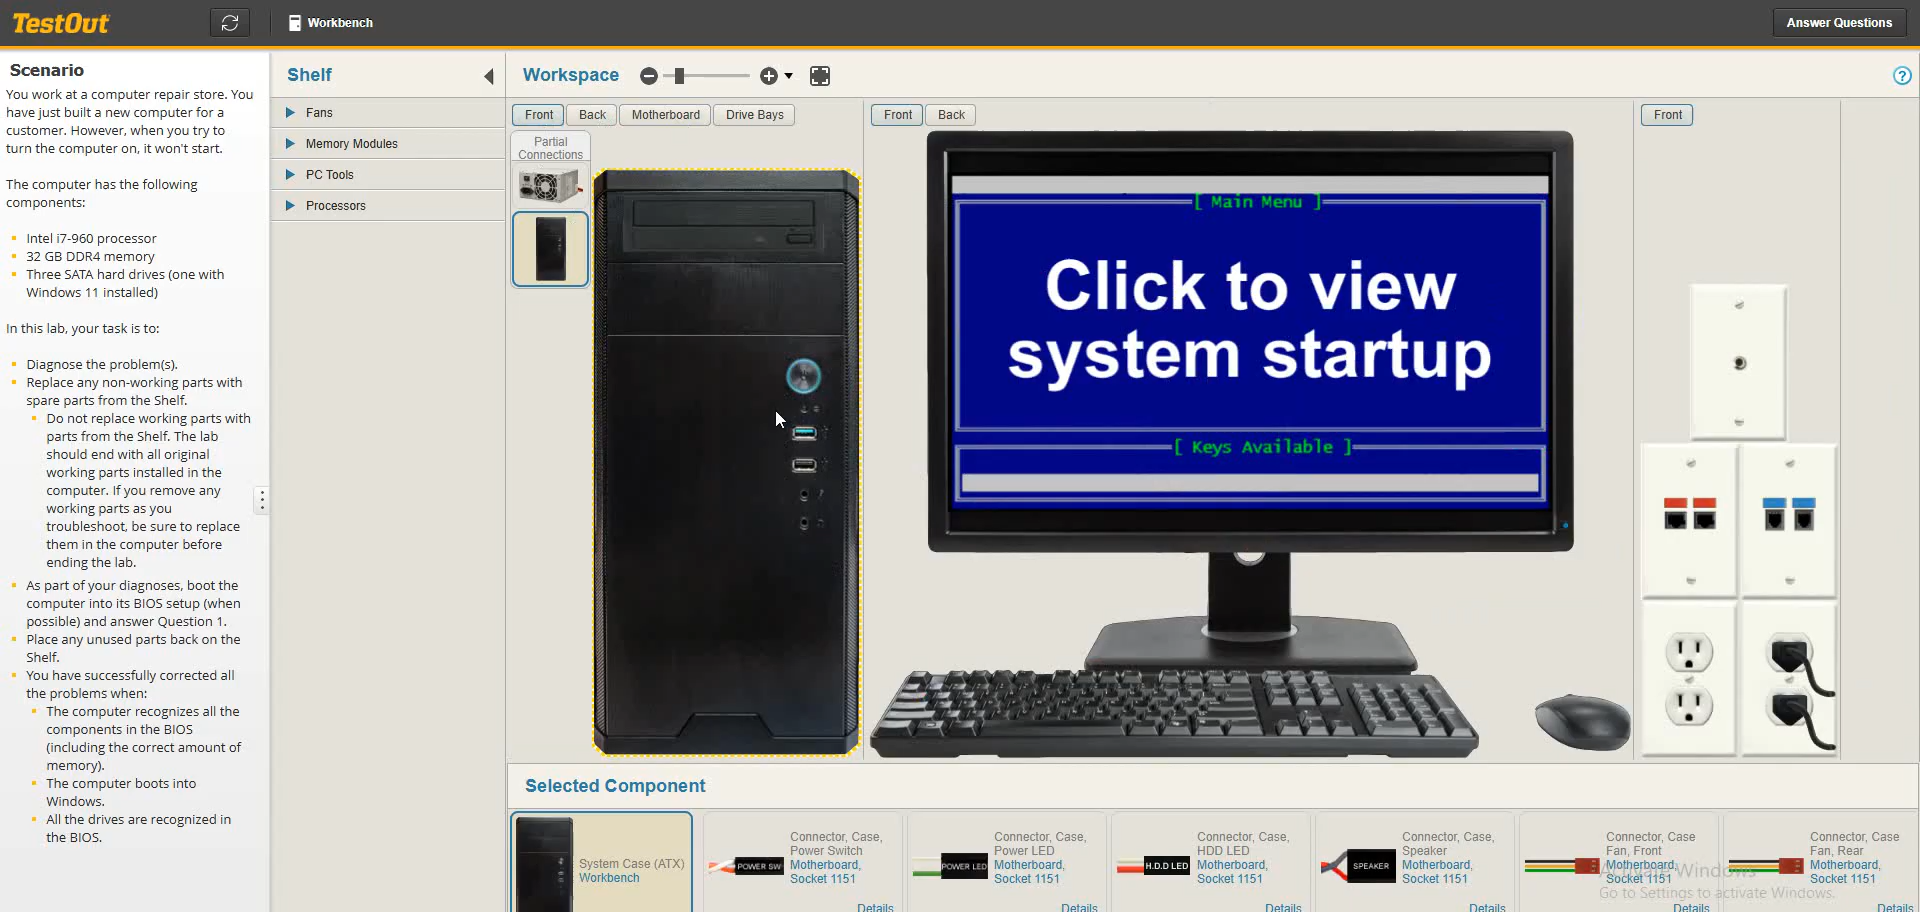 TestOut
Workbench
Answer Questions
Scenario
You work at a computer repair store. You
have just built a new computer for a
customer. However, when you try to
turn the computer on, it won't start.
The computer has the following
components:
Intel i7-960 processor
32 GB DDR4 memory
Three SATA hard drives (one with
Windows 11 installed)
In this lab, your task is to:
Diagnose the problem(s).
Replace any non-working parts with
spare parts from the Shelf.
Do not replace working parts with
parts from the Shelf. The lab
should end with all original
working parts installed in the
computer. If you remove any
working parts as you
troubleshoot, be sure to replace
them in the computer before
ending the lab.
As part of your diagnoses, boot the
computer into its BIOS setup (when
possible) and answer Question 1.
Place any unused parts back on the
Shelf.
You have successfully corrected all
the problems when:
The computer recognizes all the
components in the BIOS
(including the correct amount of
memory).
The computer boots into
Windows.
All the drives are recognized in
the BIOS.
Shelf
Fans
Memory Modules
PC Tools
Processors
Workspace
?
Front
Back
Motherboard
Drive Bays
Partial
Connections
Front
Back
[ Main Menu ]
Click to view
system startup
[ Keys Available ]
Front
Selected Component
System Case (ATX)
Workbench
POWER SW
Connector, Case,
Power Switch
Motherboard,
Socket 1151
Details
POWER LED
Connector, Case,
Power LED
Motherboard,
Socket 1151
Details
H.D.D LED
Connector, Case,
HDD LED
Motherboard,
Socket 1151
Details
SPEAKER
Connector, Case,
Speaker
Motherboard,
Socket 1151
Details
Connector, Case
Fan, Front
Motherboard,
Socket 1151
Details
Connector, Case
Fan, Rear
Motherboard,
Socket 1151
Details
Activate Windows
Go to Settings to activate Windows.